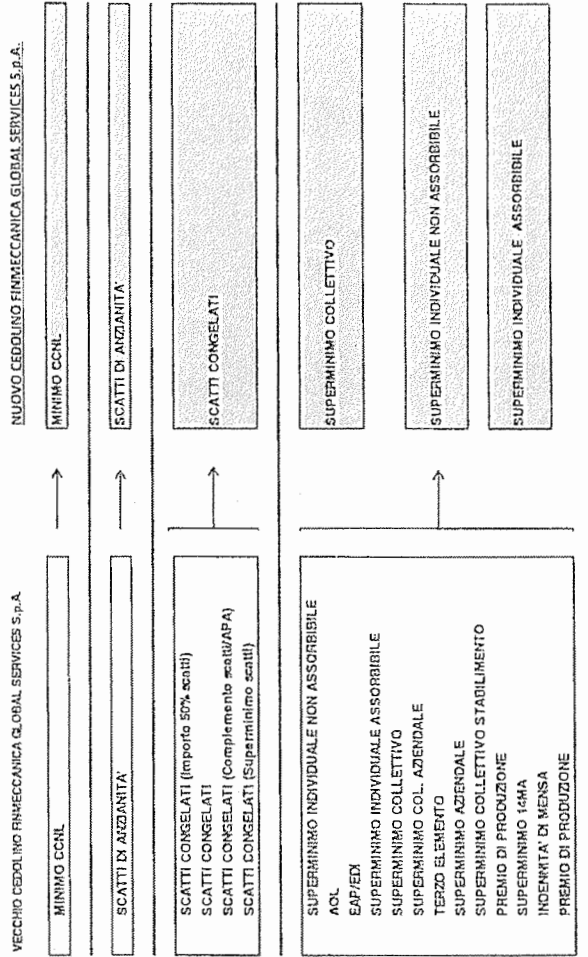 VECCHIO CEDOLINO FINMECCANICA GLOBAL SERVICES S.p.A.
NUOVO CEDOLINO FINMECCANICA GLOBAL SERVICES S.p.A.
MINIMO CCNL
MINIMO CCNL
SCATTI DI ANZIANITA'
SCATTI DI ANZIANITA'
SCATTI CONGELATI (Importo 50% scatti)
SCATTI CONGELATI
SCATTI CONGELATI (Complemento scatti/APA)
SCATTI CONGELATI (Superminimo scatti)
SCATTI CONGELATI
SUPERMINIMO INDIVIDUALE NON ASSORBIBILE
AOL
EAP/EDI
SUPERMINIMO INDIVIDUALE ASSORBIBILE
SUPERMINIMO COLLETTIVO
SUPERMINIMO COL. AZIENDALE
TERZO ELEMENTO
SUPERMINIMO AZIENDALE
SUPERMINIMO COLLETTIVO STABILIMENTO
PREMIO DI PRODUZIONE
SUPERMINIMO 14MA
INDENNITA' DI MENSA
PREMIO DI PRODUZIONE
SUPERMINIMO COLLETTIVO
SUPERMINIMO INDIVIDUALE NON ASSORBIBILE
SUPERMINIMO INDIVIDUALE ASSORBIBILE